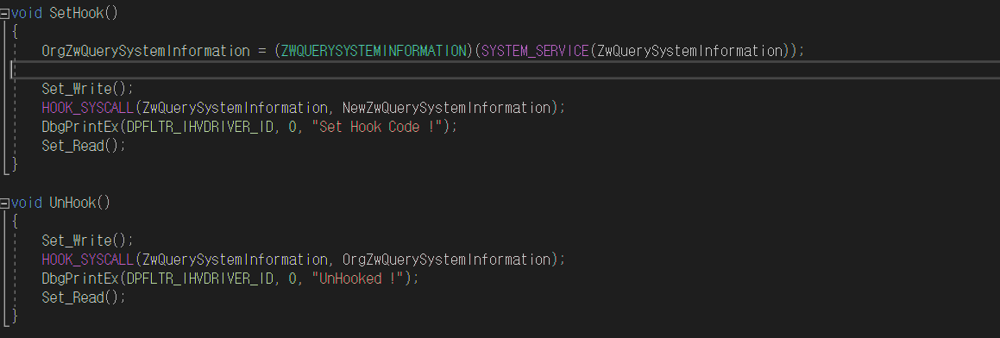 void SetHook()
{
OrgZwQuerySystemInformation = (ZWQUERYSYSTEMINFORMATION)(SYSTEM_SERVICE(ZwQuerySystemInformation));
Set_Write();
HOOK_SYSCALL(ZwQuerySystemInformation, NewZwQuerySystemInformation);
DbgPrintEx(DPFLTR_IHVDRIVER_ID, 0, "Set Hook Code !");
Set_Read();
}
void UnHook()
{
Set_Write();
HOOK_SYSCALL(ZwQuerySystemInformation, OrgZwQuerySystemInformation);
DbgPrintEx(DPFLTR_IHVDRIVER_ID, 0, "UnHooked !");
Set_Read();
}